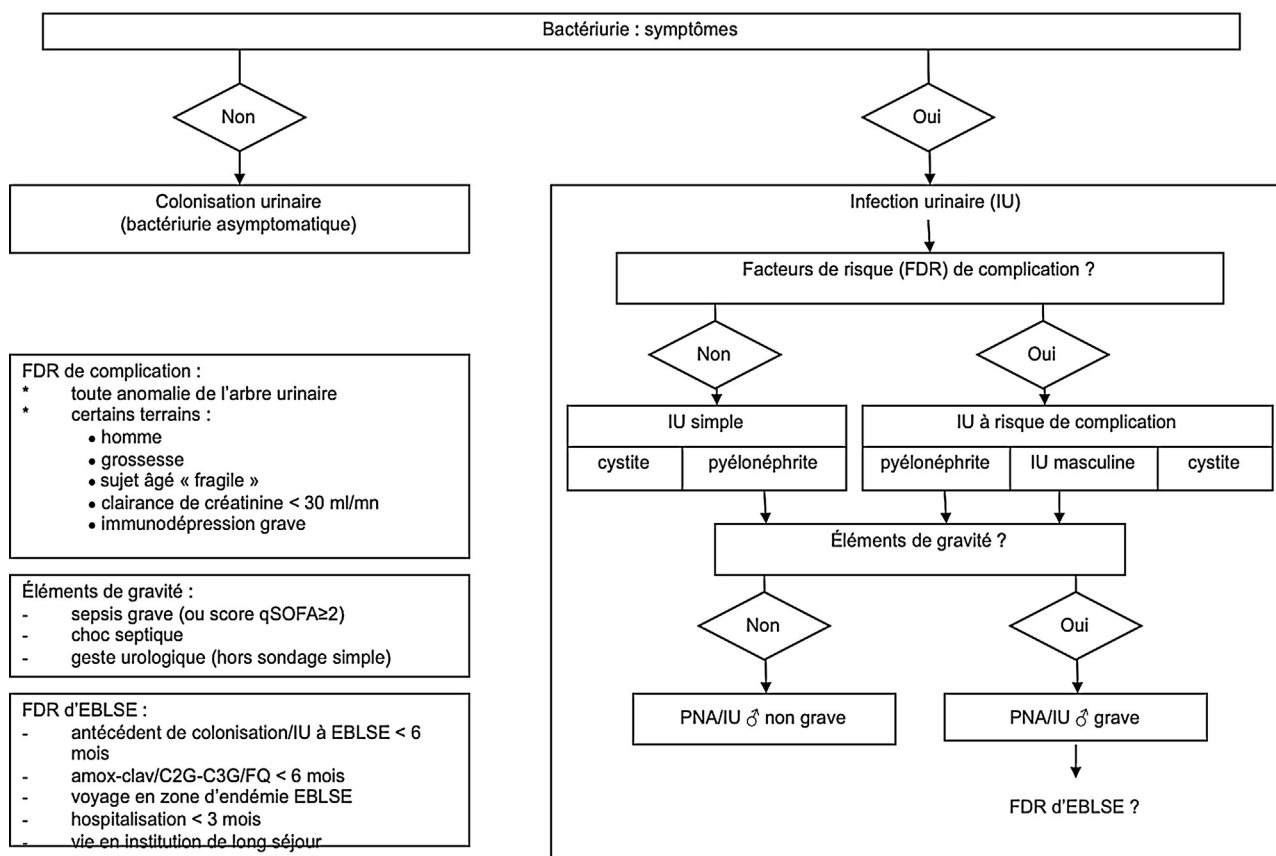 Bactériurie : symptômes
Non
Oui
Colonisation urinaire
(bactériurie asymptomatique)
Infection urinaire (IU)
Facteurs de risque (FDR) de complication ?
Non
Oui
IU simple
cystite
pyélonéphrite
IU à risque de complication
pyélonéphrite
IU masculine
cystite
Éléments de gravité ?
Non
Oui
PNA/IU ♂ non grave
PNA/IU ♂ grave
FDR d'EBLSE ?
FDR de complication :
* toute anomalie de l'arbre urinaire
* certains terrains :
• homme
• grossesse
• sujet âgé « fragile »
• clairance de créatinine < 30 ml/mn
• immunodépression grave
Éléments de gravité :
- sepsis grave (ou score qSOFA≥2)
- choc septique
- geste urologique (hors sondage simple)
FDR d'EBLSE :
- antécédent de colonisation/IU à EBLSE < 6
mois
- amox-clav/C2G-C3G/FQ < 6 mois
- voyage en zone d'endémie EBLSE
- hospitalisation < 3 mois
- vie en institution de long séjour